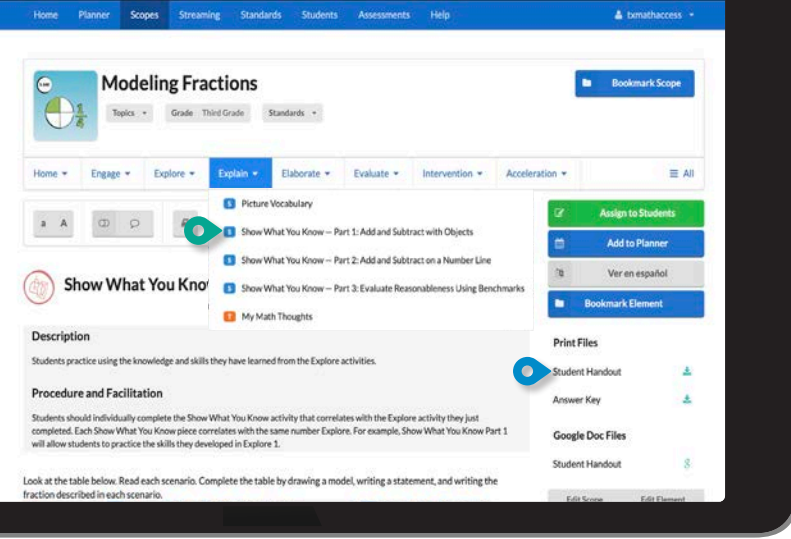 Home Planner Scopes Streaming Standards Students Assessments Help txmathaccess
Modeling Fractions
Bookmark Scope
Topics Grade Third Grade Standards
Home Engage Explore Explain Elaborate Evaluate Intervention Acceleration All
Picture Vocabulary
Show What You Know – Part 1: Add and Subtract with Objects
Show What You Know – Part 2: Add and Subtract on a Number Line
Show What You Know – Part 3: Evaluate Reasonableness Using Benchmarks
My Math Thoughts
a A
Assign to Students
Add to Planner
Ver en español
Bookmark Element
Show What You Kno
Description
Students practice using the knowledge and skills they have learned from the Explore activities.
Procedure and Facilitation
Students should individually complete the Show What You Know activity that correlates with the Explore activity they just
completed. Each Show What You Know piece correlates with the same number Explore. For example, Show What You Know Part 1
will allow students to practice the skills they developed in Explore 1.
Look at the table below. Read each scenario. Complete the table by drawing a model, writing a statement, and writing the
fraction described in each scenario.
Print Files
Student Handout
Answer Key
Google Doc Files
Student Handout
Edit Scope Edit Element